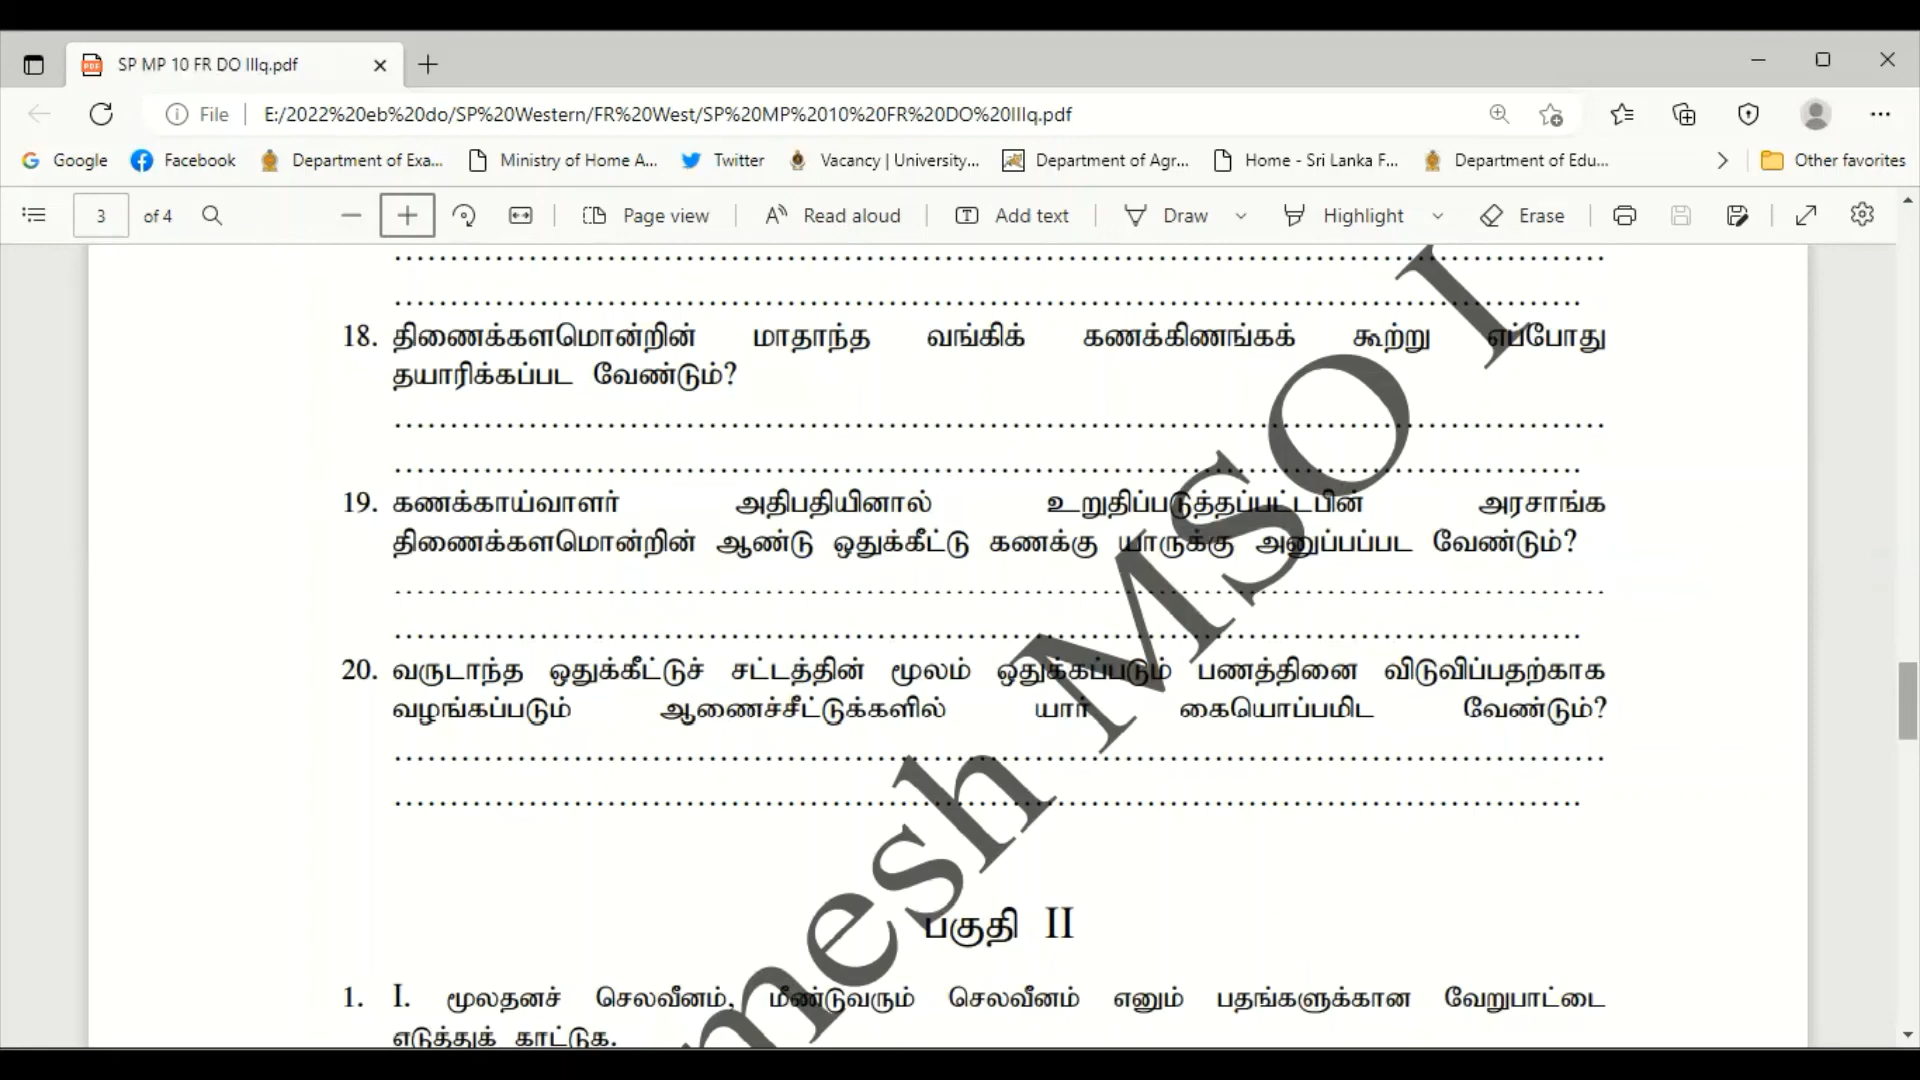 SP MP 10 FR DO IIIq.pdf
File E:/2022%20eb%20do/SP%20Western/FR%20West/SP%20MP%2010%20FR%20DO%20IIIq.pdf
Google Facebook Department of Exa... Ministry of Home A... Twitter Vacancy | University... Department of Agr... Home - Sri Lanka F... Department of Edu... Other favorites
3 of 4 Page view Read aloud Add text Draw Highlight Erase
18. திணைக்களமொன்றின் மாதாந்த வங்கிக் கணக்கிணங்கக் கூற்று எப்போது
தயாரிக்கப்பட வேண்டும்?
19. கணக்காய்வாளர் அதிபதியினால் உறுதிப்படுத்தப்பட்டபின் அரசாங்க
திணைக்களமொன்றின் ஆண்டு ஒதுக்கீட்டு கணக்கு யாருக்கு அனுப்பப்பட வேண்டும்?
20. வருடாந்த ஒதுக்கீட்டுச் சட்டத்தின் மூலம் ஒதுக்கப்படும் பணத்தினை விடுவிப்பதற்காக
வழங்கப்படும் ஆணைச்சீட்டுக்களில் யார் கையொப்பமிட வேண்டும்?
பகுதி II
1. I. மூலதனச் செலவீனம், மீண்டுவரும் செலவீனம் எனும் பதங்களுக்கான வேறுபாட்டை
எடுத்துக் காட்டுக.
mesh MSO I